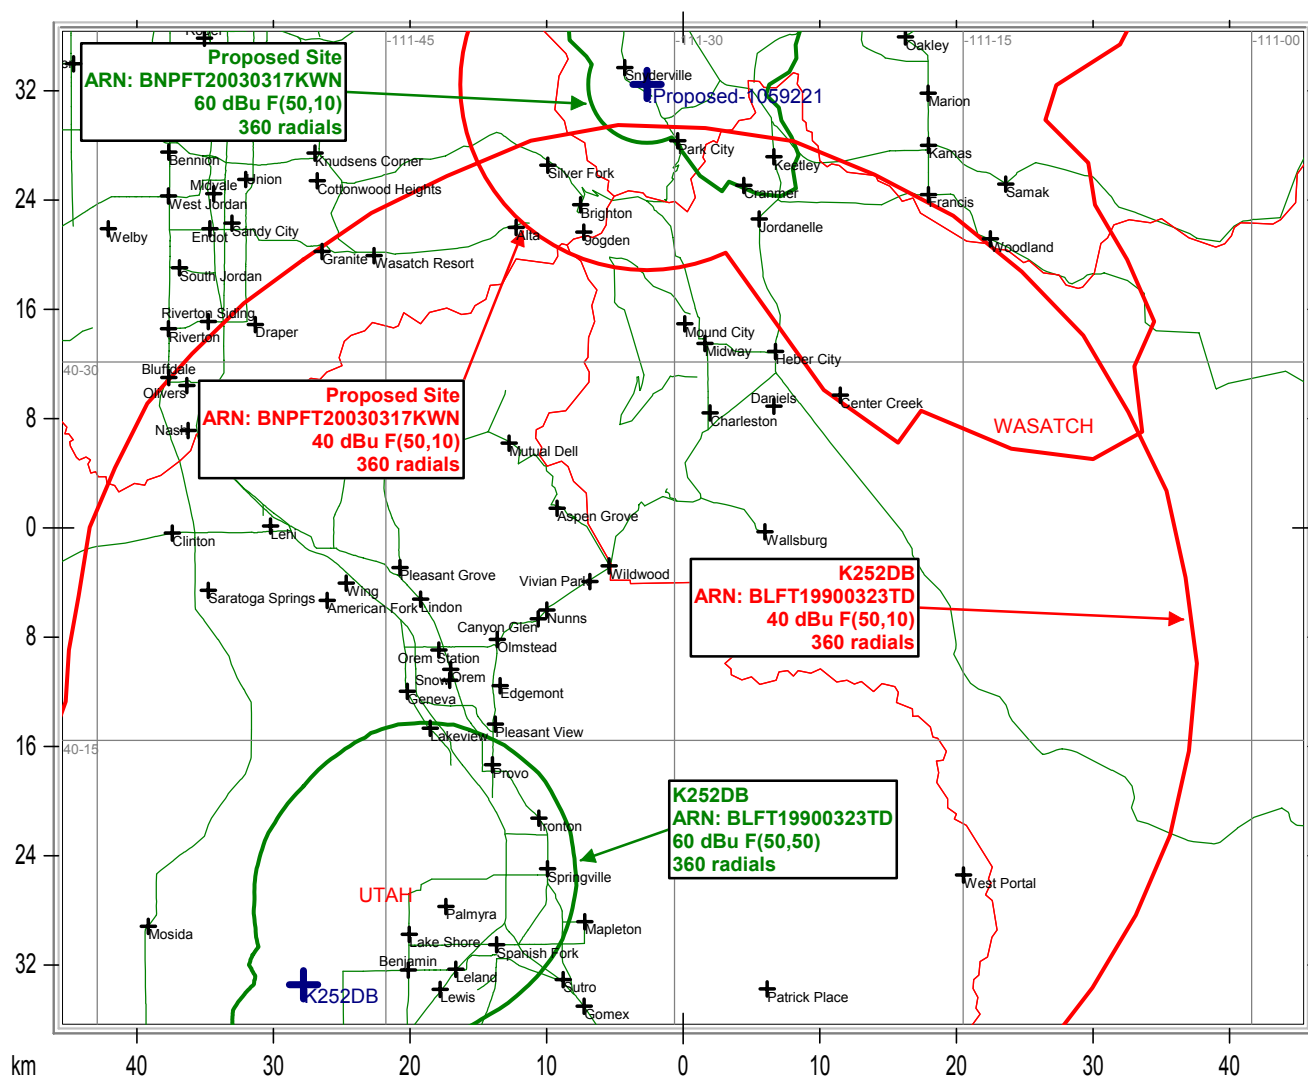 -111-45
-111-30
-111-15
-111-00
Oakley
Proposed Site
ARN: BNPFT20030317KWN
60 dBu F(50,10)
360 radials
Snyderville
Proposed-1059221
Marion
32
Bennion
Knudsens Corner
Park City
Keetley
Kamas
Silver Fork
Midvale
Union
Cottonwood Heights
Cranmer
Samak
24
West Jordan
Brighton
Francis
Welby
Endot
Sandy City
Alta
Jordanelle
Woodland
Granite
Wasatch Resort
South Jordan
16
Riverton Siding
Riverton
Draper
Mound City
Midway
Heber City
40-30
Bluffdale
Olivers
Proposed Site
ARN: BNPFT20030317KWN
40 dBu F(50,10)
360 radials
Daniels
Center Creek
8
Charleston
WASATCH
Nash
Mutual Dell
Aspen Grove
0
Clinton
Lehi
Wallsburg
Pleasant Grove
Wildwood
Vivian Park
K252DB
ARN: BLFT19900323TD
40 dBu F(50,10)
360 radials
Saratoga Springs
Wing
American Fork
Lindon
Nunns
Canyon Glen
8
Olmstead
Orem Station
Snow
Orem
Geneva
Edgemont
Pleasant View
Lakeview
16
40-15
Provo
K252DB
ARN: BLFT19900323TD
60 dBu F(50,50)
360 radials
Ironton
24
Springville
West Portal
UTAH
Palmyra
Mosida
Mapleton
Lake Shore
Spanish Fork
32
Benjamin
Leland
Sutro
Lewis
K252DB
Patrick Place
Gomex
km
40
30
20
10
0
10
20
30
40